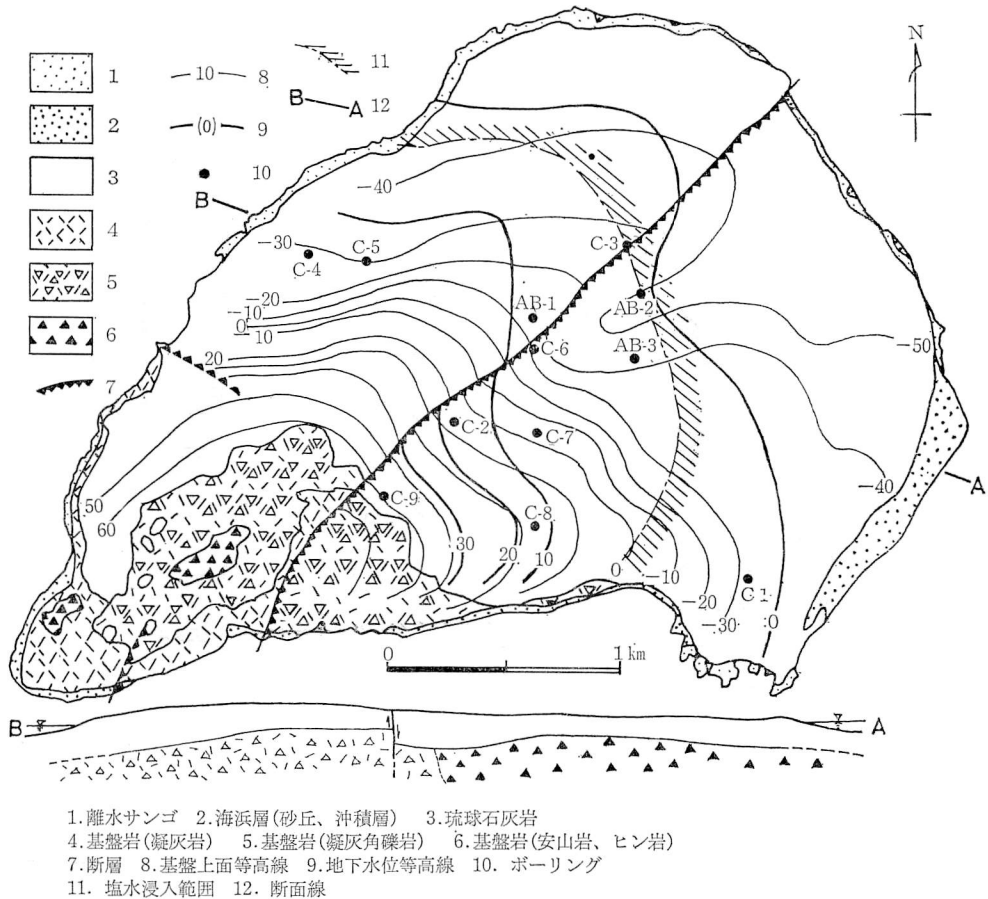 1
2
3
4
5
6
7
10 8
(0) 9
10
11
B A 12
N
B
-40
-30
C-4
C-5
C-3
-20
-10
0
10
20
AB-1
AB-2
C-6
AB-3
-50
C-2
C-7
-40
A
50
60
C-9
C-8
30
20
10
0
-10
-20
-30
C 1
0
0 1 km
B A
1.離水サンゴ 2.海浜層(砂丘、沖積層) 3.琉球石灰岩
4.基盤岩(凝灰岩) 5.基盤岩(凝灰角礫岩) 6.基盤岩(安山岩、ヒン岩)
7.断層 8.基盤上面等高線 9.地下水位等高線 10. ボーリング
11. 塩水浸入範囲 12. 断面線